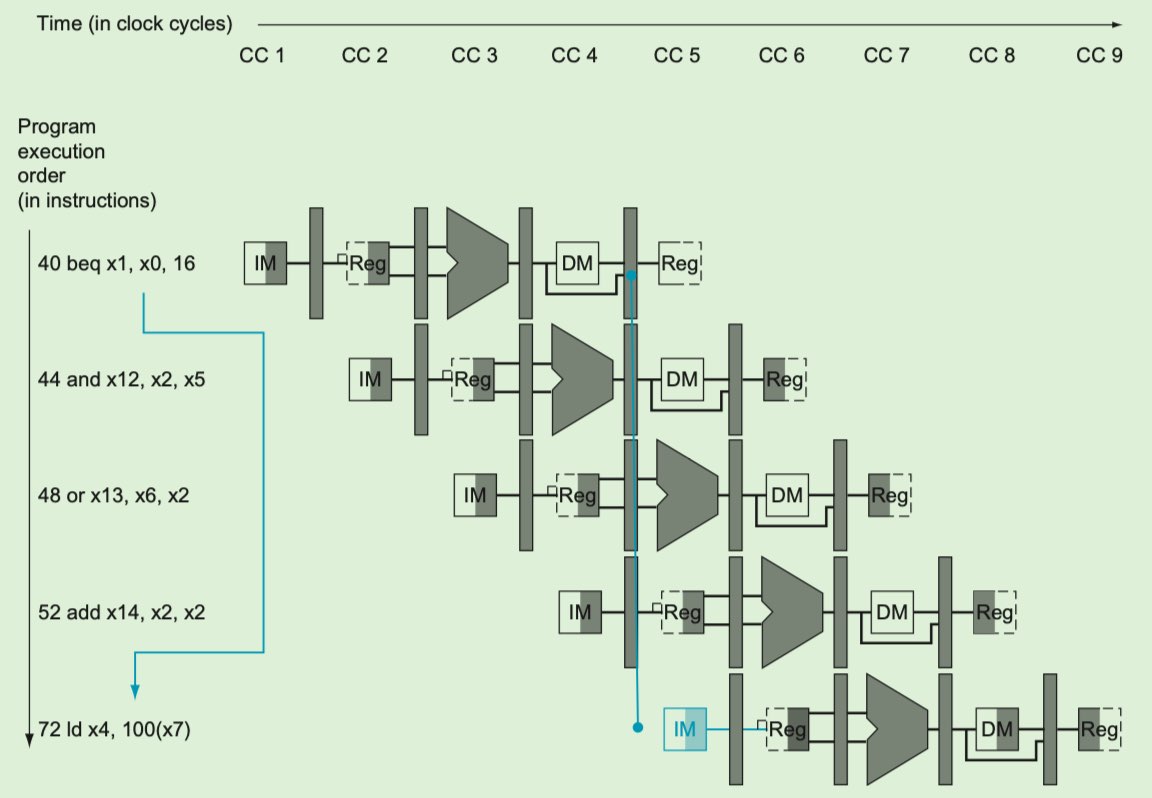 Time (in clock cycles)
CC 1 CC 2 CC 3 CC 4 CC 5 CC 6 CC 7 CC 8 CC 9
Program
execution
order
(in instructions)
40 beq x1, x0, 16
IM Reg DM Reg
44 and x12, x2, x5
IM Reg DM Reg
48 or x13, x6, x2
IM Reg DM Reg
52 add x14, x2, x2
IM Reg DM Reg
72 ld x4, 100(x7)
IM Reg DM Reg